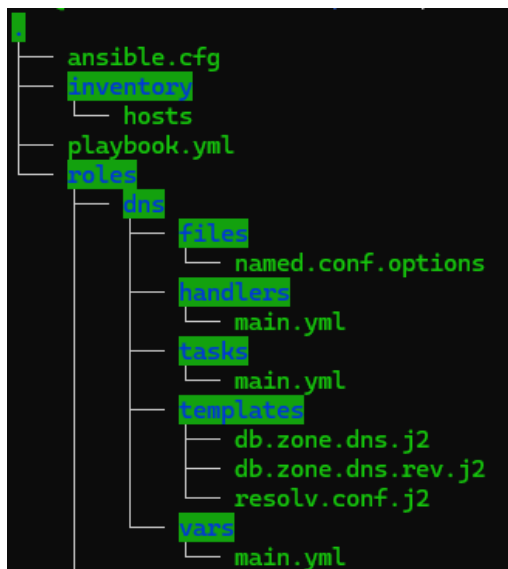 .
├── ansible.cfg
├── inventory
│   └── hosts
├── playbook.yml
└── roles
    ├── dns
    │   ├── files
    │   │   └── named.conf.options
    │   ├── handlers
    │   │   └── main.yml
    │   ├── tasks
    │   │   └── main.yml
    │   ├── templates
    │   │   ├── db.zone.dns.j2
    │   │   ├── db.zone.dns.rev.j2
    │   │   └── resolv.conf.j2
    │   └── vars
    │       └── main.yml